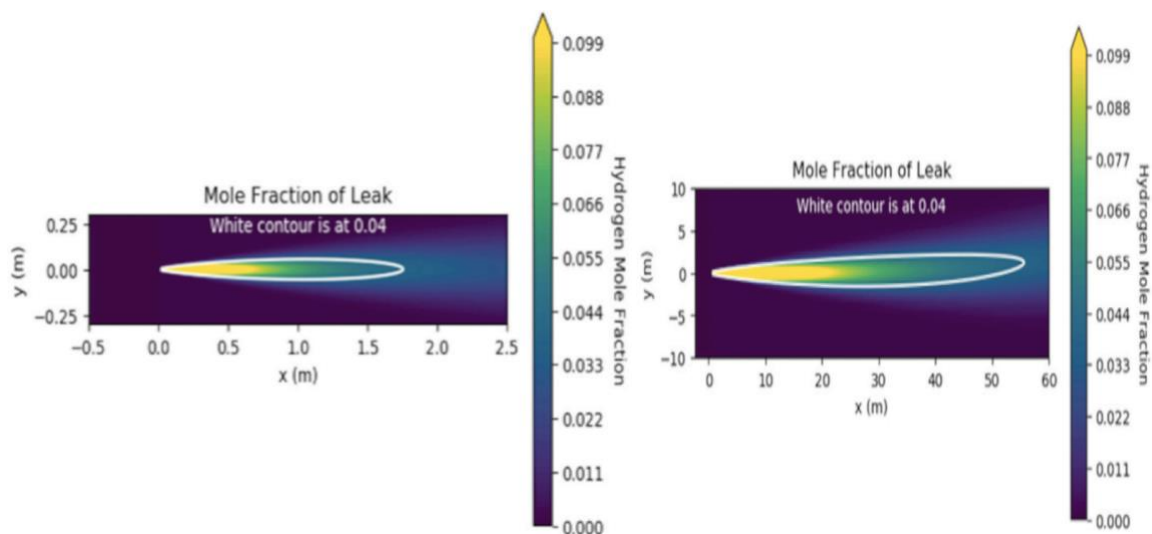 Mole Fraction of Leak
White contour is at 0.04
0.25
0.00
−0.25
y (m)
−0.5 0.0 0.5 1.0 1.5 2.0 2.5
x (m)
0.099
0.088
0.077
0.066
0.055
0.044
0.033
0.022
0.011
0.000
Hydrogen Mole Fraction
Mole Fraction of Leak
White contour is at 0.04
10
5
0
−5
−10
y (m)
0 10 20 30 40 50 60
x (m)
0.099
0.088
0.077
0.066
0.055
0.044
0.033
0.022
0.011
0.000
Hydrogen Mole Fraction